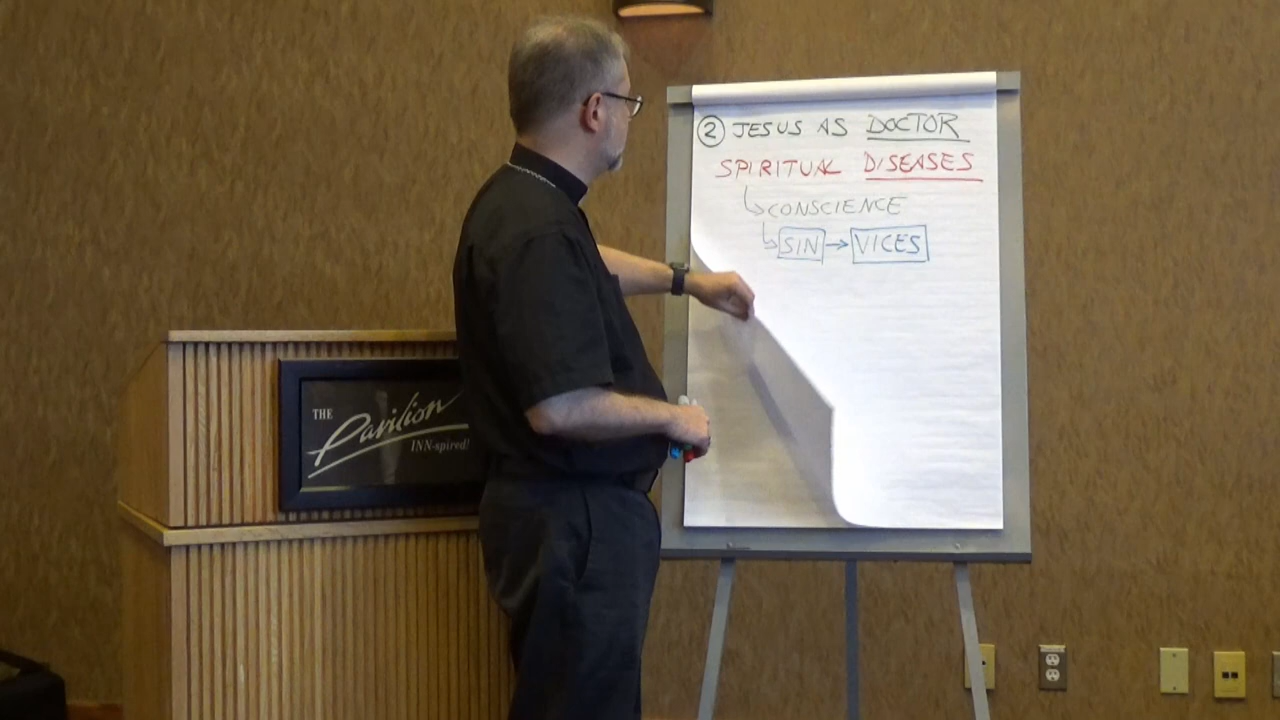 ② JESUS AS DOCTOR
SPIRITUAL DISEASES
↳ CONSCIENCE
↳ SIN → VICES
THE Pavilion
INN-spired!